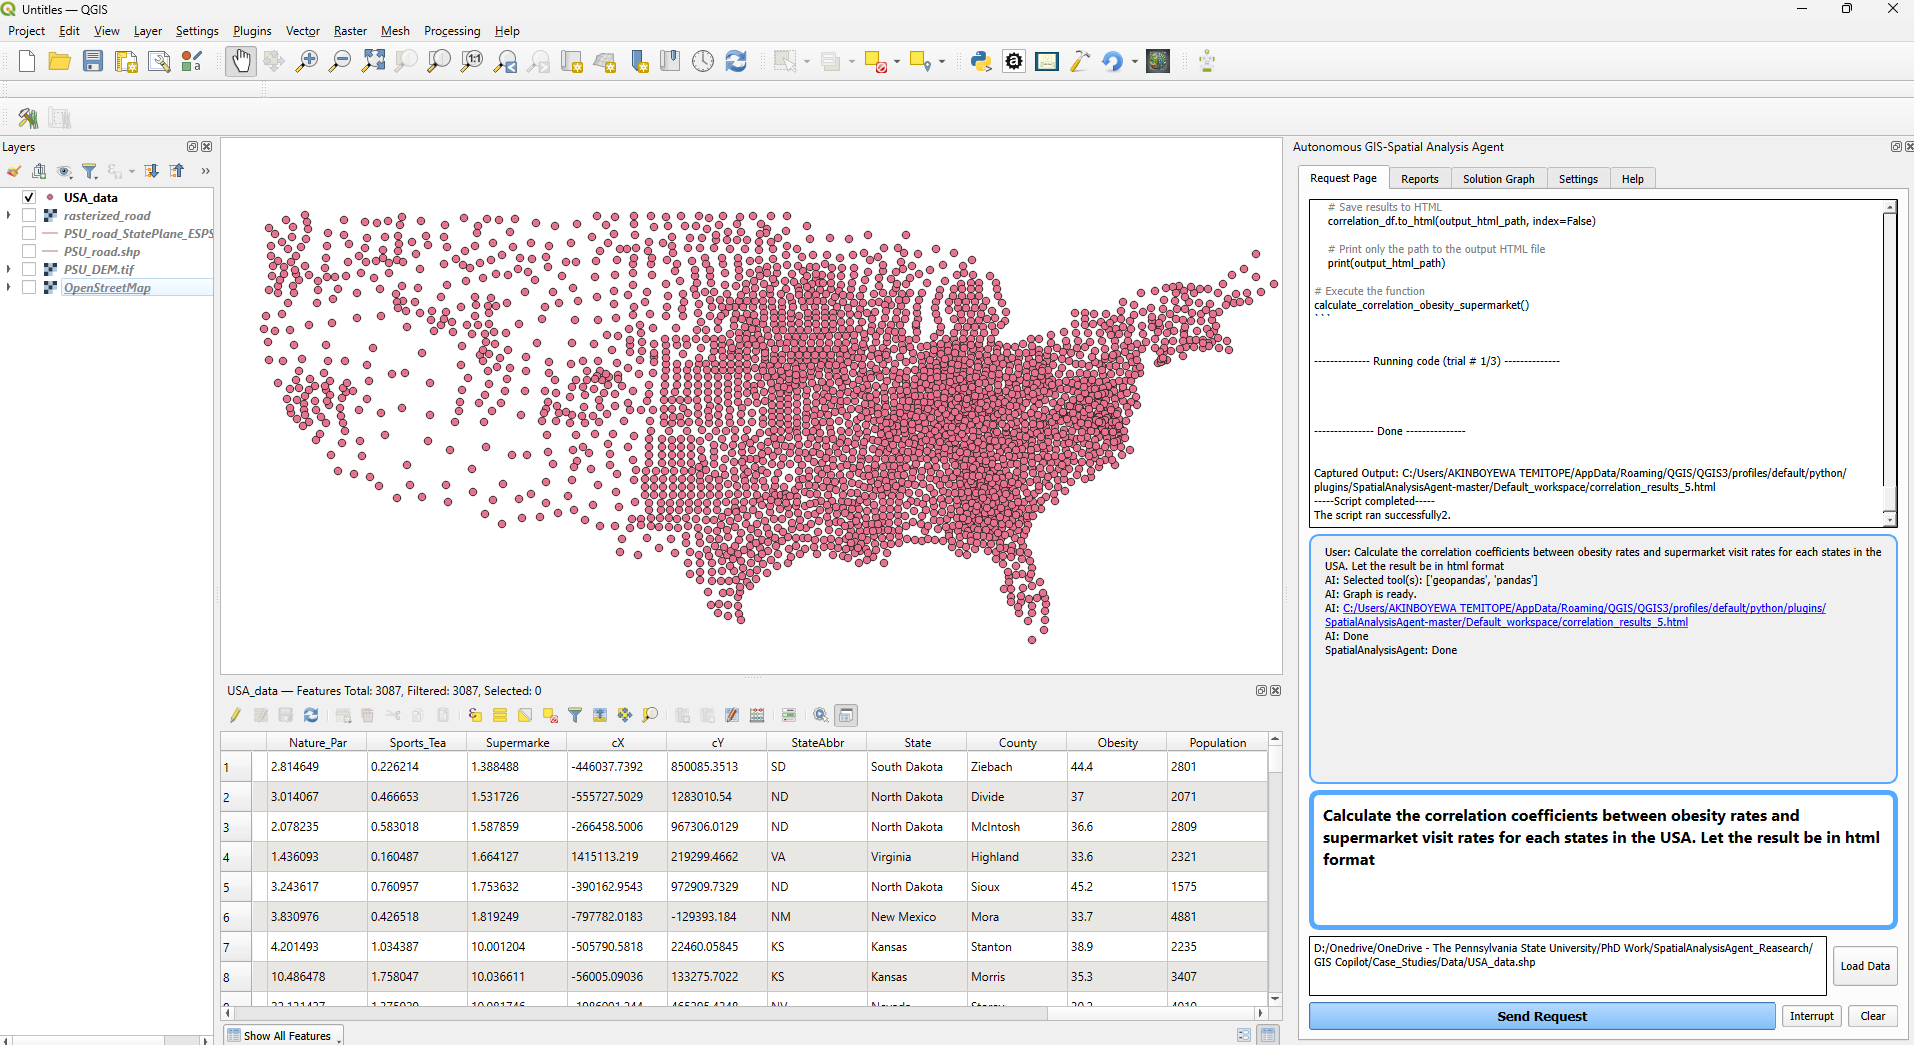 Untitles — QGIS
Project Edit View Layer Settings Plugins Vector Raster Mesh Processing Help
Layers
USA_data
rasterized_road
PSU_road_StatePlane_ESPS
PSU_road.shp
PSU_DEM.tif
OpenStreetMap
USA_data — Features Total: 3087, Filtered: 3087, Selected: 0
Nature_Par Sports_Tea Supermarke cX cY StateAbbr State County Obesity Population
1 2.814649 0.226214 1.388488 -446037.7392 850085.3513 SD South Dakota Ziebach 44.4 2801
2 3.014067 0.466653 1.531726 -555727.5029 1283010.54 ND North Dakota Divide 37 2071
3 2.078235 0.583018 1.587859 -266458.5006 967306.0129 ND North Dakota McIntosh 36.6 2809
4 1.436093 0.160487 1.664127 1415113.219 219299.4662 VA Virginia Highland 33.6 2321
5 3.243617 0.760957 1.753632 -390162.9543 972909.7329 ND North Dakota Sioux 45.2 1575
6 3.830976 0.426518 1.819249 -797782.0183 -129393.184 NM New Mexico Mora 33.7 4881
7 4.201493 1.034387 10.001204 -505790.5818 22460.05845 KS Kansas Stanton 38.9 2235
8 10.486478 1.758047 10.036611 -56005.09036 133275.7022 KS Kansas Morris 35.3 3407
Show All Features
Autonomous GIS-Spatial Analysis Agent
Request Page Reports Solution Graph Settings Help
# Save results to HTML
correlation_df.to_html(output_html_path, index=False)
# Print only the path to the output HTML file
print(output_html_path)
# Execute the function
calculate_correlation_obesity_supermarket()
```
-------------- Running code (trial # 1/3) --------------
--------------- Done ---------------
Captured Output: C:/Users/AKINBOYEWA TEMITOPE/AppData/Roaming/QGIS/QGIS3/profiles/default/python/
plugins/SpatialAnalysisAgent-master/Default_workspace/correlation_results_5.html
-----Script completed-----
The script ran successfully2.
User: Calculate the correlation coefficients between obesity rates and supermarket visit rates for each states in the
USA. Let the result be in html format
AI: Selected tool(s): ['geopandas', 'pandas']
AI: Graph is ready.
AI: C:/Users/AKINBOYEWA TEMITOPE/AppData/Roaming/QGIS/QGIS3/profiles/default/python/plugins/
SpatialAnalysisAgent-master/Default_workspace/correlation_results_5.html
AI: Done
SpatialAnalysisAgent: Done
Calculate the correlation coefficients between obesity rates and
supermarket visit rates for each states in the USA. Let the result be in html
format
D:/Onedrive/OneDrive - The Pennsylvania State University/PhD Work/SpatialAnalysisAgent_Reasearch/
GIS Copilot/Case_Studies/Data/USA_data.shp
Load Data
Send Request Interrupt Clear